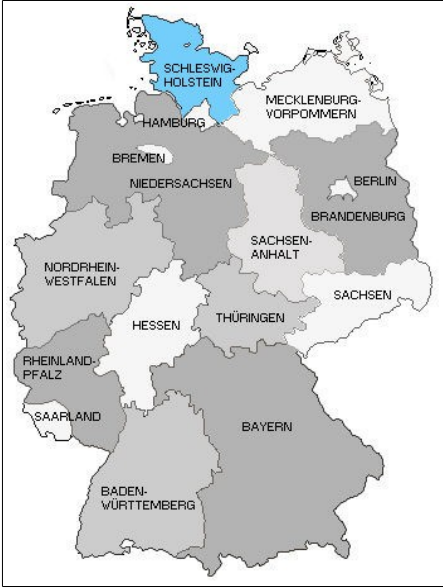 SCHLESWIG-
HOLSTEIN
MECKLENBURG-
VORPOMMERN
HAMBURG
BREMEN
NIEDERSACHSEN
BERLIN
BRANDENBURG
SACHSEN-
ANHALT
NORDRHEIN-
WESTFALEN
SACHSEN
HESSEN
THÜRINGEN
RHEINLAND-
PFALZ
SAARLAND
BAYERN
BADEN-
WÜRTTEMBERG